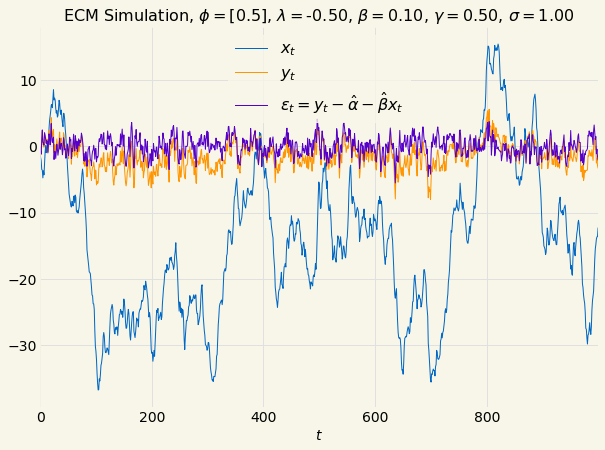 ECM Simulation, ϕ = [0.5], λ = -0.50, β = 0.10, γ = 0.50, σ = 1.00
x_t
y_t
ε_t = y_t − α̂ − β̂x_t
10
0
−10
−20
−30
0 200 400 600 800
t